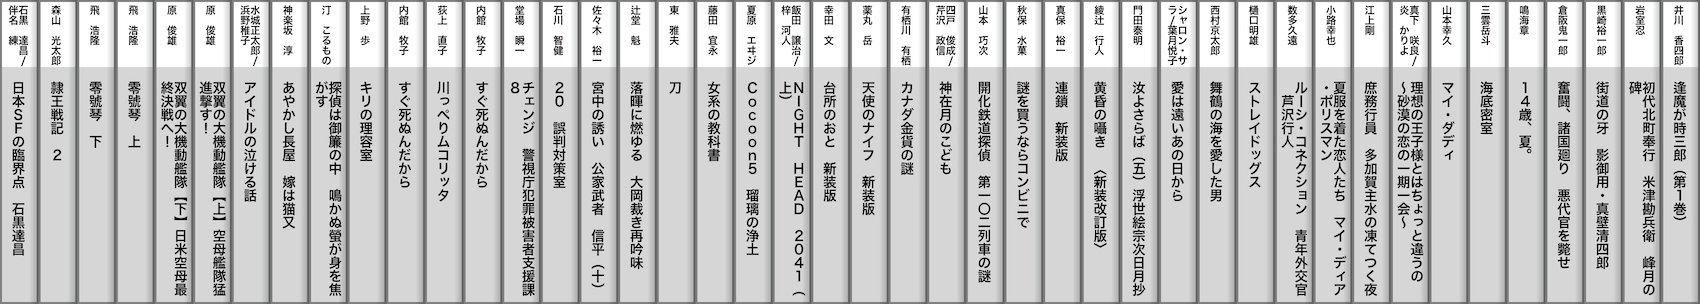 井川 香四郎
逢魔が時三郎（第１巻）
岩室忍
初代北町奉行 米津勘兵衛 峰月の
碑
黒崎裕一郎
街道の牙 影御用・真壁清四郎
倉阪鬼一郎
奮闘、諸国廻り 悪代官を斃せ
鳴海章
１４歳、夏。
三雲岳斗
海底密室
山本幸久
マイ・ダディ
真下 咲良/
炎 かりよ
理想の王子様とはちょっと違うの
～砂漠の恋の一期一会～
江上剛
庶務行員 多加賀主水の凍てつく夜
小路幸也
夏服を着た恋人たち マイ・ディア
・ポリスマン
数多久遠
ルーシ・コネクション 青年外交官
芦沢行人
樋口明雄
ストレイドッグス
西村京太郎
舞鶴の海を愛した男
シャロン・サ
ラ/葉月悦子
愛は遠いあの日から
門田泰明
汝よさらば（五）浮世絵宗次日月抄
綾辻 行人
黄昏の囁き 〈新装改訂版〉
真保 裕一
連鎖 新装版
秋保 水菓
謎を買うならコンビニで
山本 巧次
開化鉄道探偵 第一〇二列車の謎
四戸 俊成/
芹沢 政信
神在月のこども
有栖川 有栖
カナダ金貨の謎
薬丸 岳
天使のナイフ 新装版
幸田 文
台所のおと 新装版
飯田 譲治/
梓 河人
ＮＩＧＨＴ ＨＥＡＤ ２０４１（
上）
夏原 エヰジ
Ｃｏｃｏｏｎ５ 瑠璃の浄土
藤田 宜永
女系の教科書
東 雅夫
刀
辻堂 魁
落暉に燃ゆる 大岡裁き再吟味
佐々木 裕一
宮中の誘い 公家武者 信平（十）
石川 智健
２０ 誤判対策室
堂場 瞬一
チェンジ 警視庁犯罪被害者支援課
８
内館 牧子
すぐ死ぬんだから
荻上 直子
川っぺりムコリッタ
内館 牧子
すぐ死ぬんだから
上野 歩
キリの理容室
汀 こるもの
探偵は御簾の中 鳴かぬ螢が身を焦
がす
神楽坂 淳
あやかし長屋 嫁は猫又
水城正太郎/
浜野稚子
アイドルの泣ける話
原 俊雄
双翼の大機動艦隊【上】空母艦隊猛
進撃す！
原 俊雄
双翼の大機動艦隊【下】日米空母最
終決戦へ！
飛 浩隆
零號琴 上
飛 浩隆
零號琴 下
森山 光太郎
隷王戦記 ２
石黒 達昌/
伴名 練
日本ＳＦの臨界点 石黒達昌